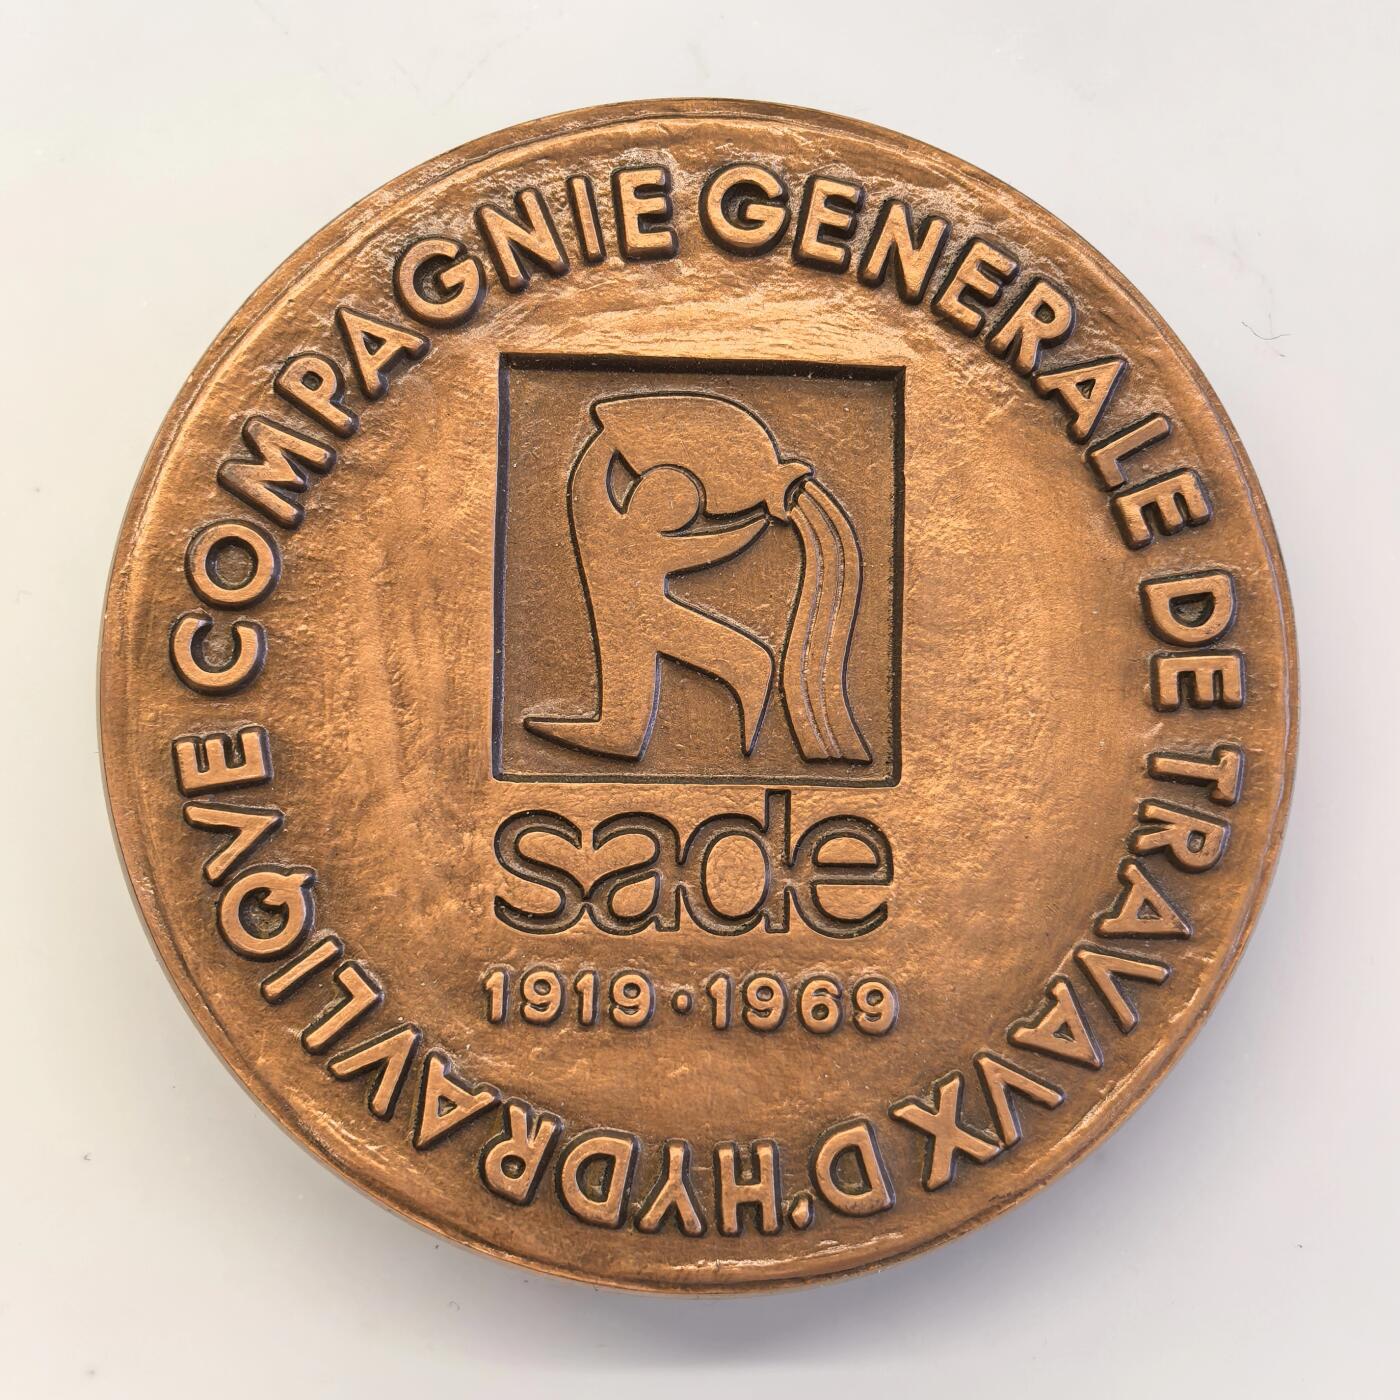 COMPAGNIE GENERALE DE TRAVAVX D'HYDRAVLIQVE
sade
1919 · 1969